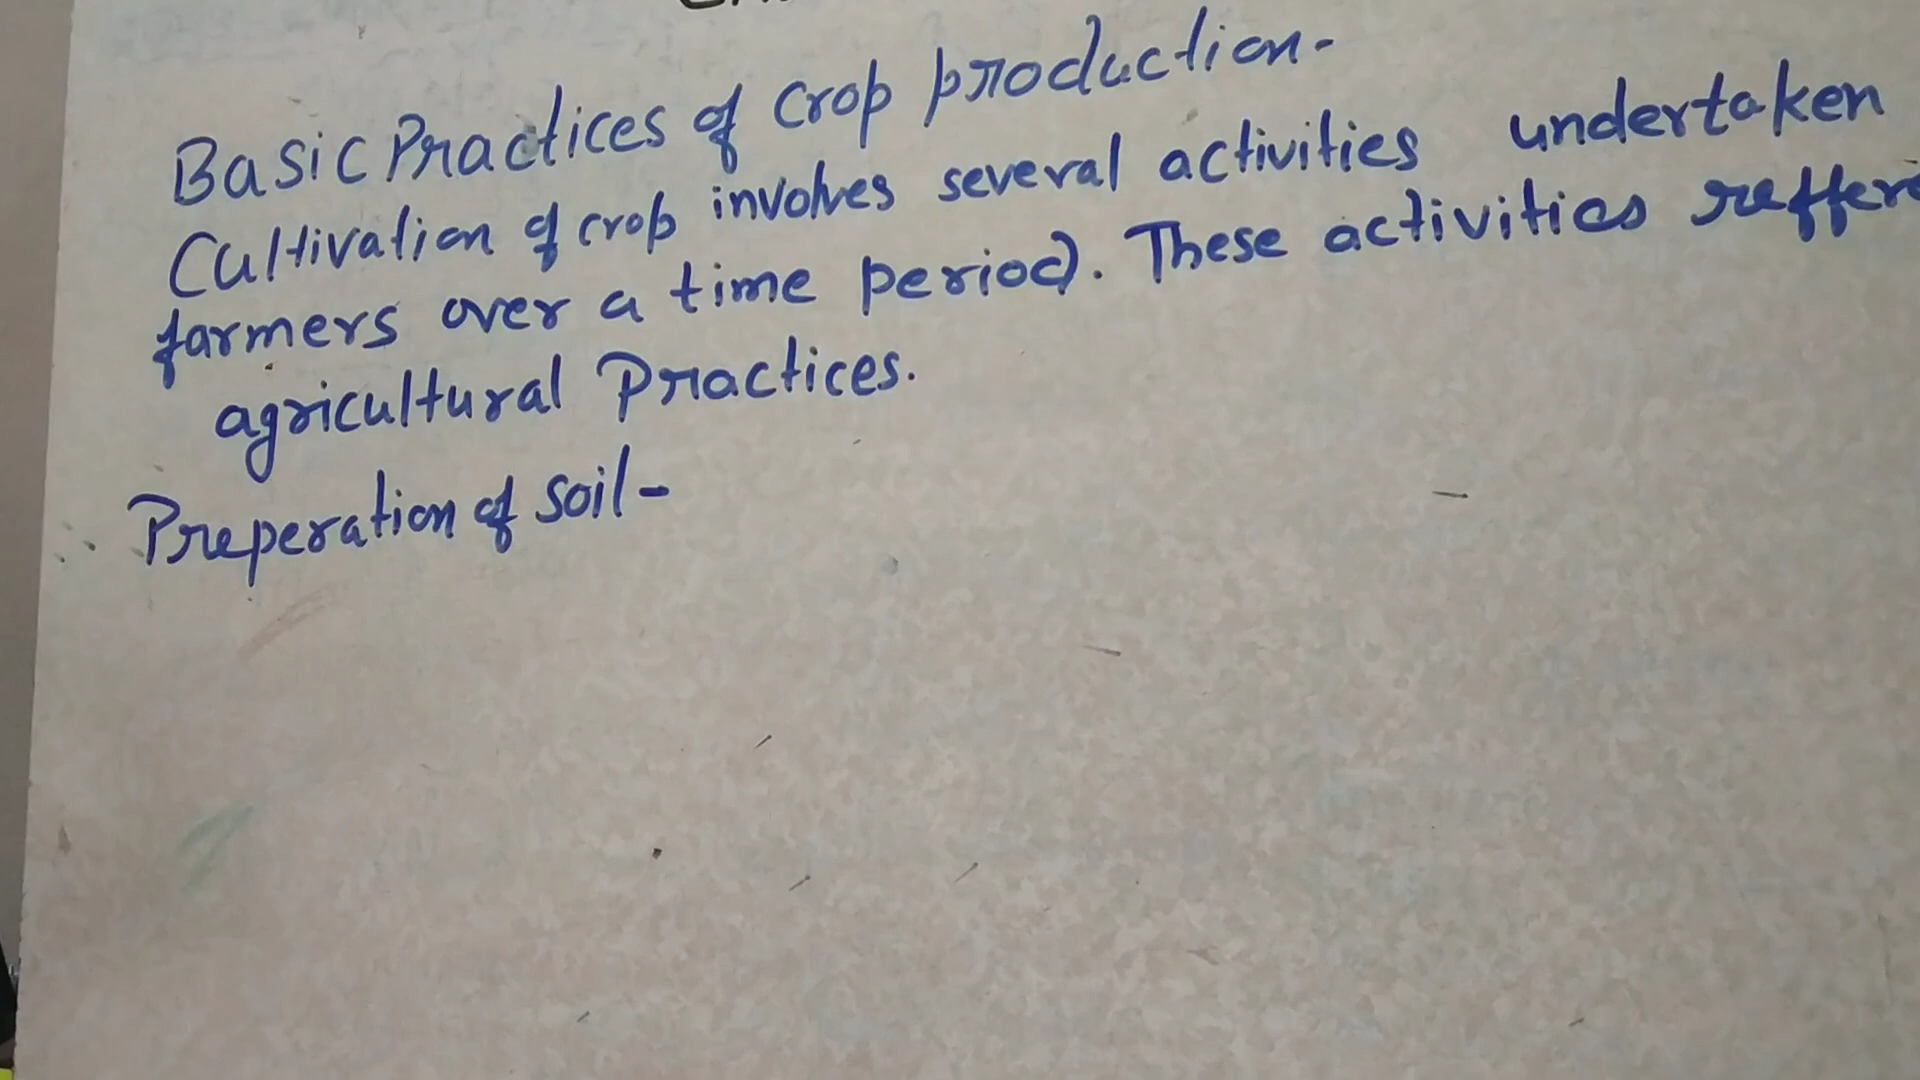 Basic Practices of crop production-
Cultivation of crop involves several activities undertaken
farmers over a time period. These activities reffere
agricultural Practices.
Preperation of soil-